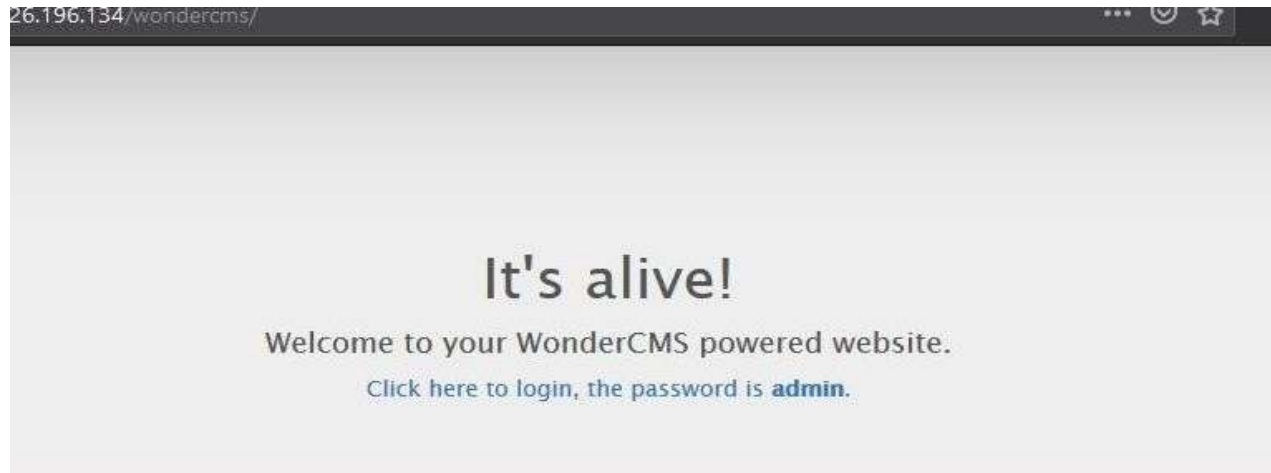 26.196.134/wondercms/
It's alive!
Welcome to your WonderCMS powered website.
Click here to login, the password is admin.